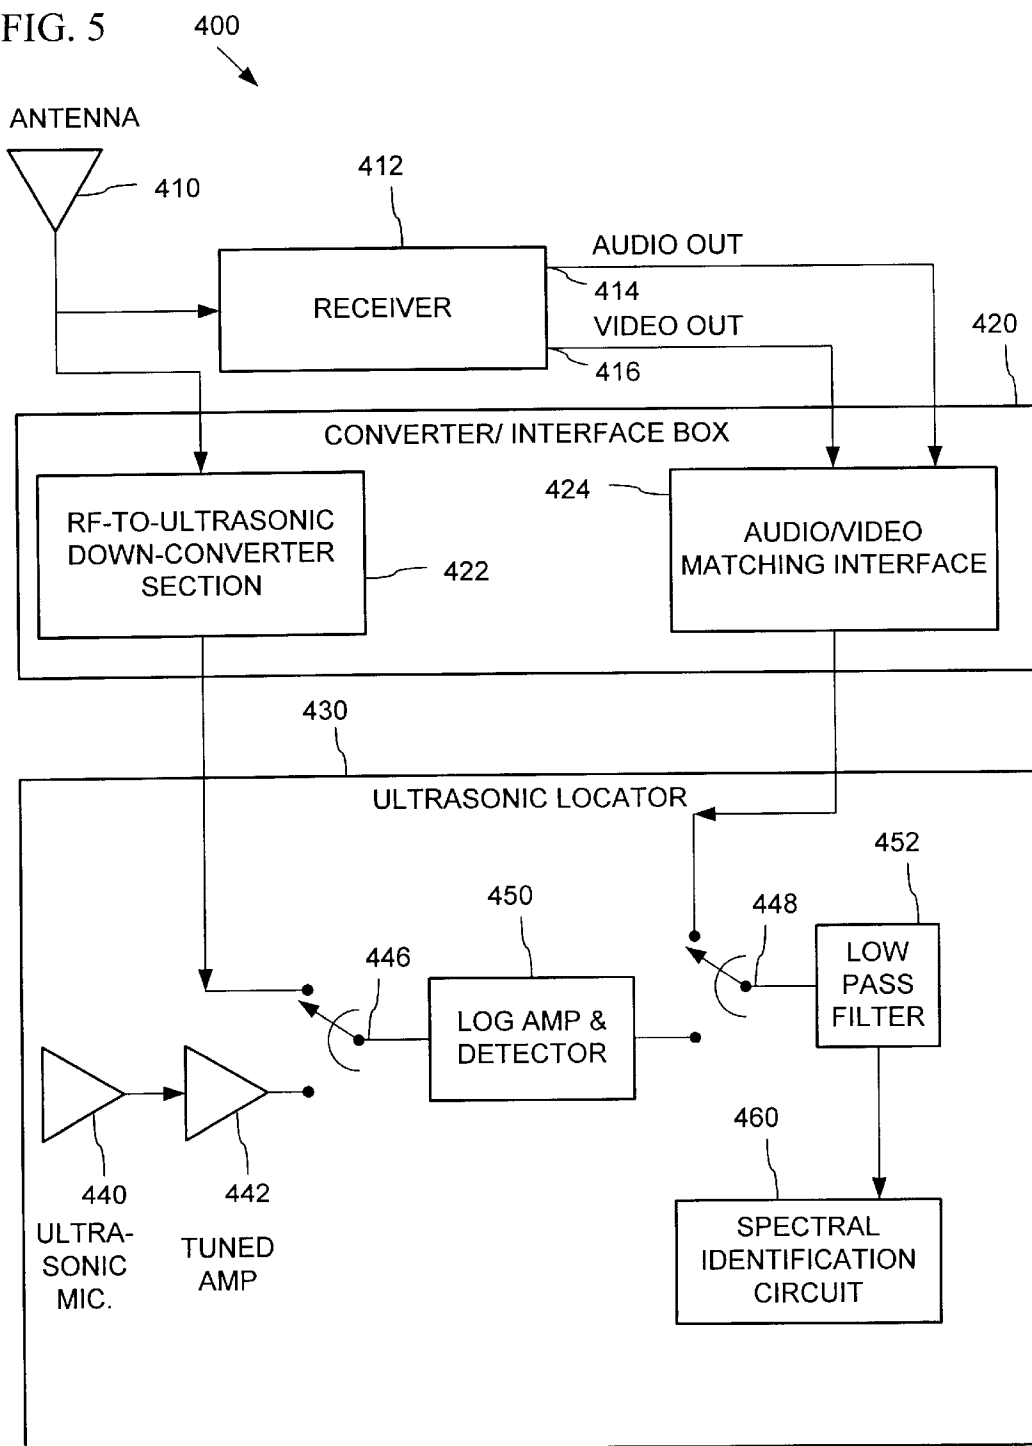 FIG. 5
400
ANTENNA
410
412
RECEIVER
AUDIO OUT
414
VIDEO OUT
416
420
CONVERTER/ INTERFACE BOX
RF-TO-ULTRASONIC
DOWN-CONVERTER
SECTION
422
424
AUDIO/VIDEO
MATCHING INTERFACE
430
ULTRASONIC LOCATOR
452
450
448
446
LOW
PASS
FILTER
LOG AMP &
DETECTOR
440
442
460
ULTRA-
SONIC
MIC.
TUNED
AMP
SPECTRAL
IDENTIFICATION
CIRCUIT